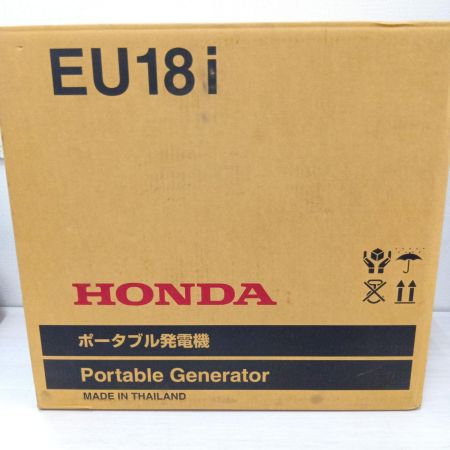 EU18i
HONDA
ポータブル発電機
Portable Generator
MADE IN THAILAND